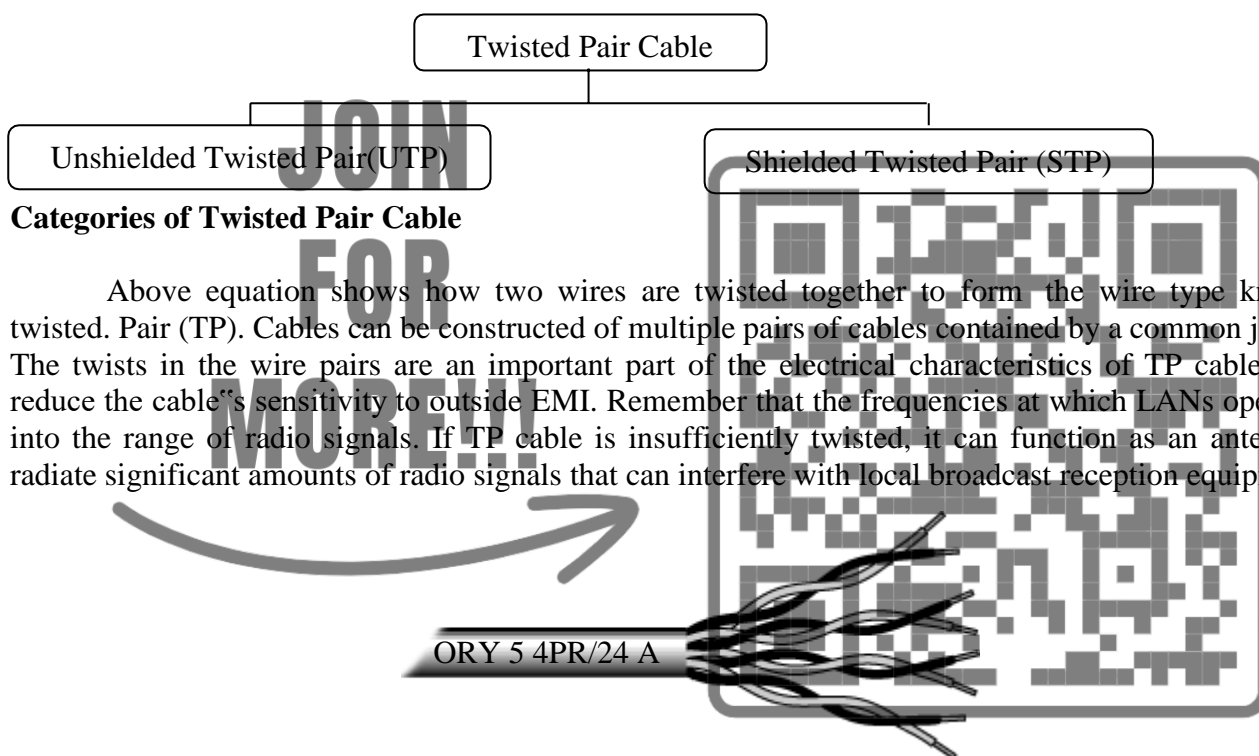 Twisted Pair Cable
Unshielded Twisted Pair(UTP)
Shielded Twisted Pair (STP)
Categories of Twisted Pair Cable
Above equation shows how two wires are twisted together to form the wire type
twisted. Pair (TP). Cables can be constructed of multiple pairs of cables contained by a common
The twists in the wire pairs are an important part of the electrical characteristics of TP cable
reduce the cable‟s sensitivity to outside EMI. Remember that the frequencies at which LANs
into the range of radio signals. If TP cable is insufficiently twisted, it can function as an
radiate significant amounts of radio signals that can interfere with local broadcast reception
JOIN
FOR
MORE!!!
ORY 5 4PR/24 A